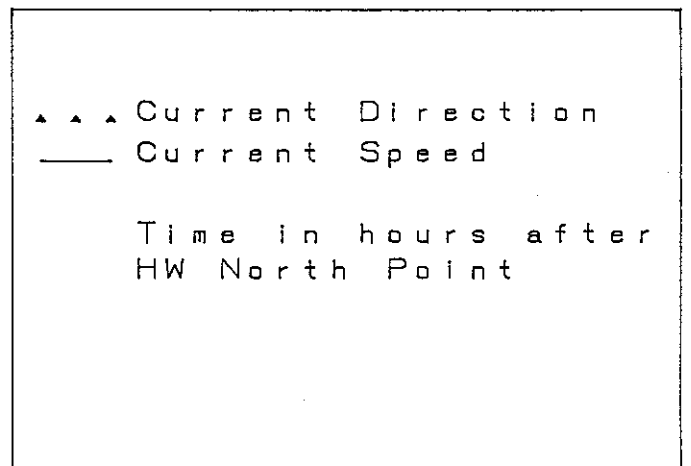 Current Direction
Current Speed
Time in hours after
HW North Point